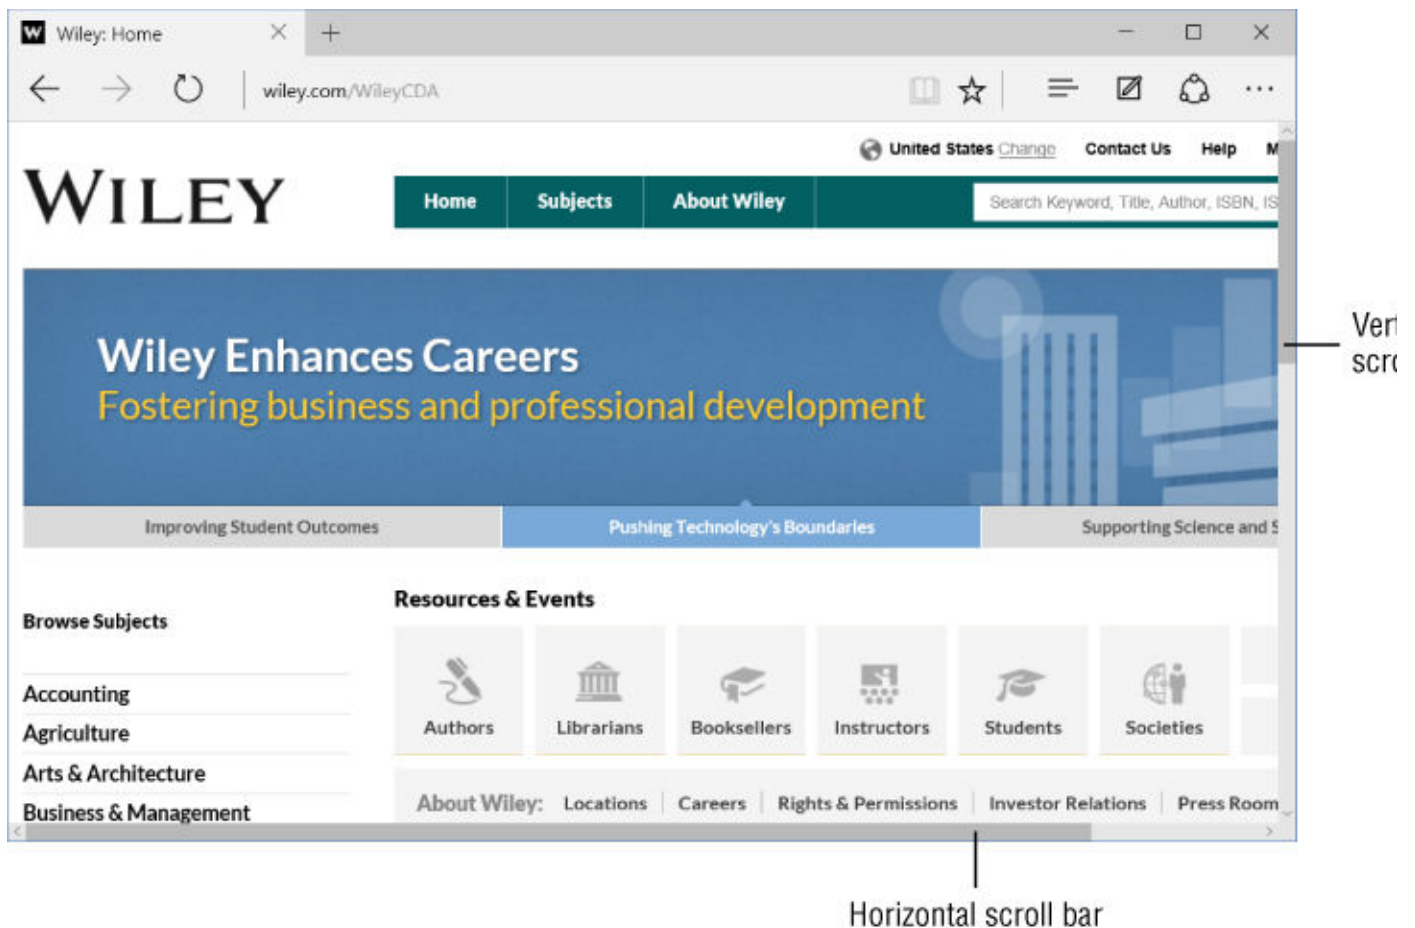 Wiley: Home
wiley.com/WileyCDA
United States Change Contact Us Help M
WILEY
Home Subjects About Wiley Search Keyword, Title, Author, ISBN, IS
Wiley Enhances Careers
Fostering business and professional development
Improving Student Outcomes Pushing Technology's Boundaries Supporting Science and S
Resources & Events
Browse Subjects
Accounting
Agriculture
Arts & Architecture
Business & Management
Authors Librarians Booksellers Instructors Students Societies
About Wiley: Locations Careers Rights & Permissions Investor Relations Press Room
Vert
scro
Horizontal scroll bar